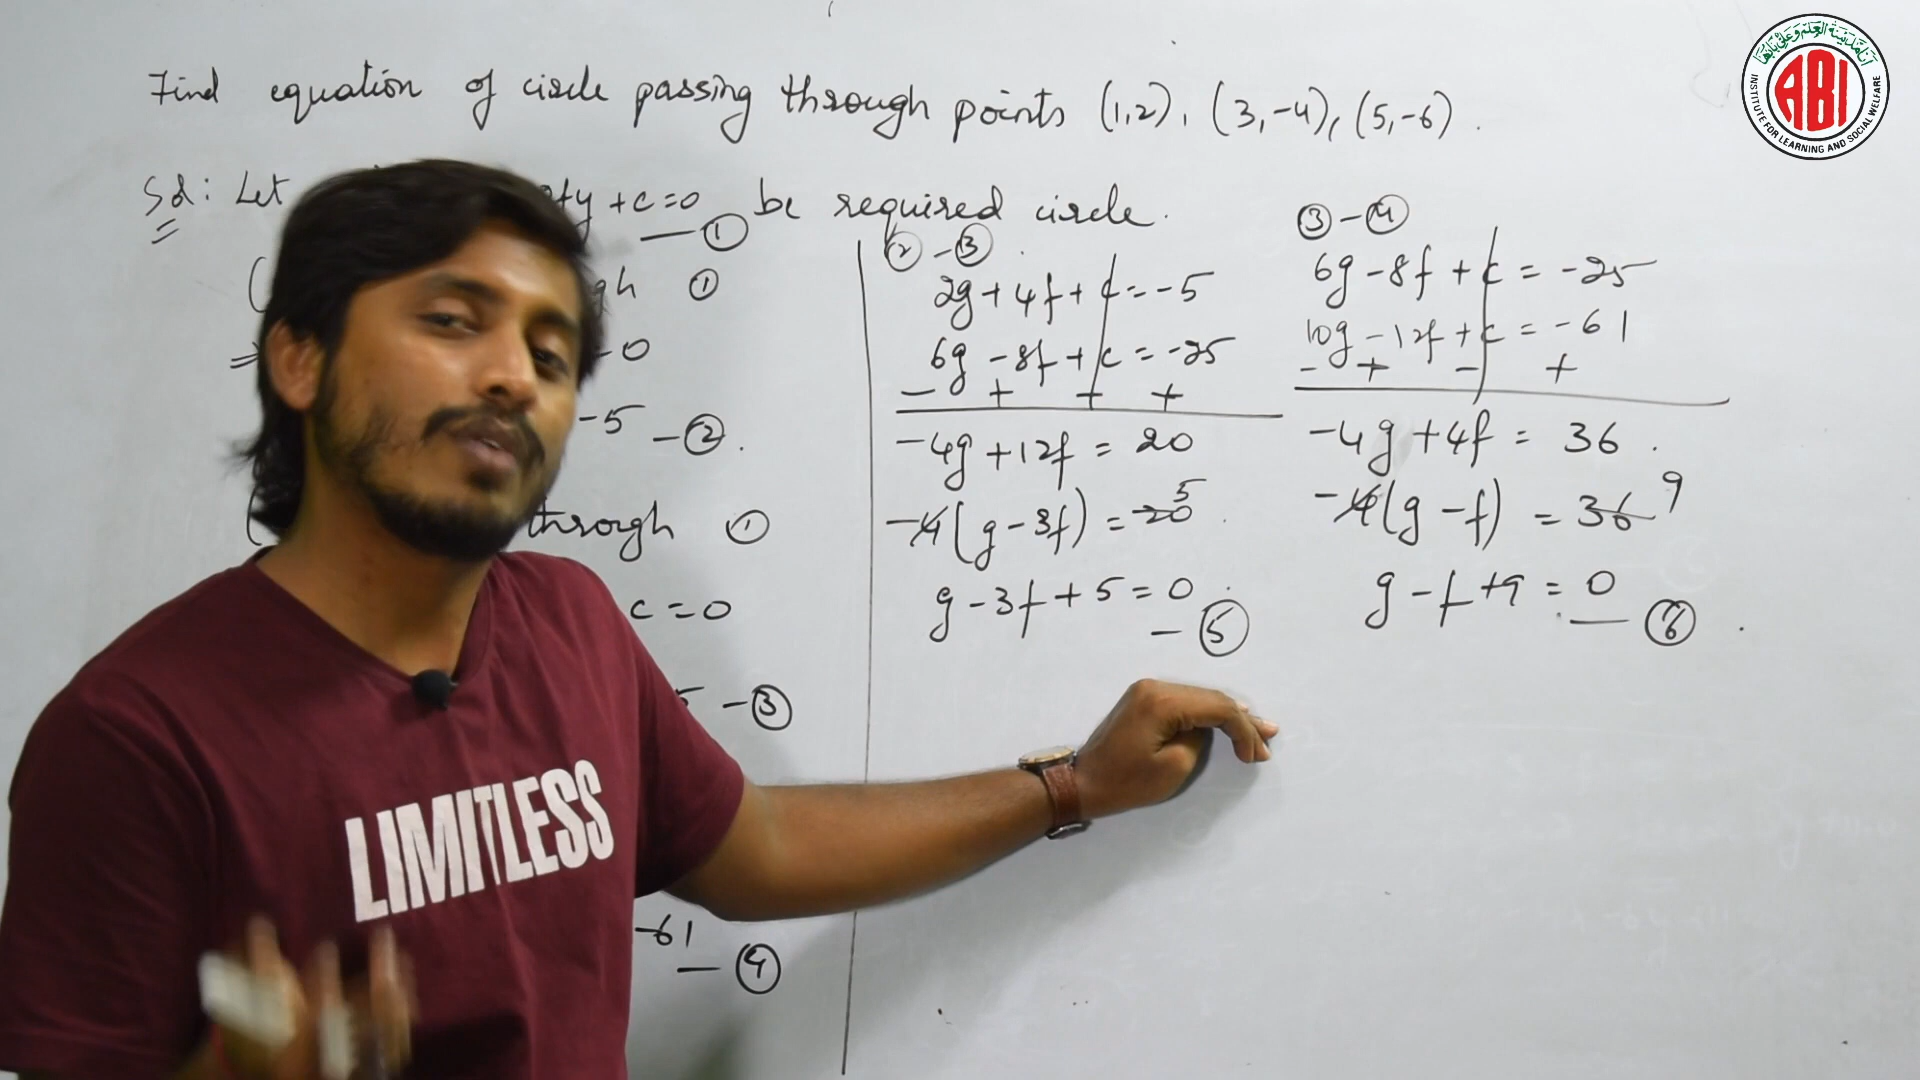 Find equation of circle passing through points (1,2), (3,-4), (5,-6).
Sol: Let fy + c = 0 be required circle.
— ①
gh ①
- 0
-5 - ②.
through ①
c = 0
- ③
-61
— ④
② - ③
2g + 4f + c = -5
6g - 8f + c = -25
- + + +
-4g + 12f = 20
-4(g - 3f) = 20 5
g - 3f + 5 = 0
- ⑤
③ - ④
6g - 8f + c = -25
10g - 12f + c = -61
- + - +
-4g + 4f = 36.
-4(g - f) = 36 9
g - f + 9 = 0
— ⑥
LIMITLESS
ABI
INSTITUTE FOR LEARNING AND SOCIAL WELFARE